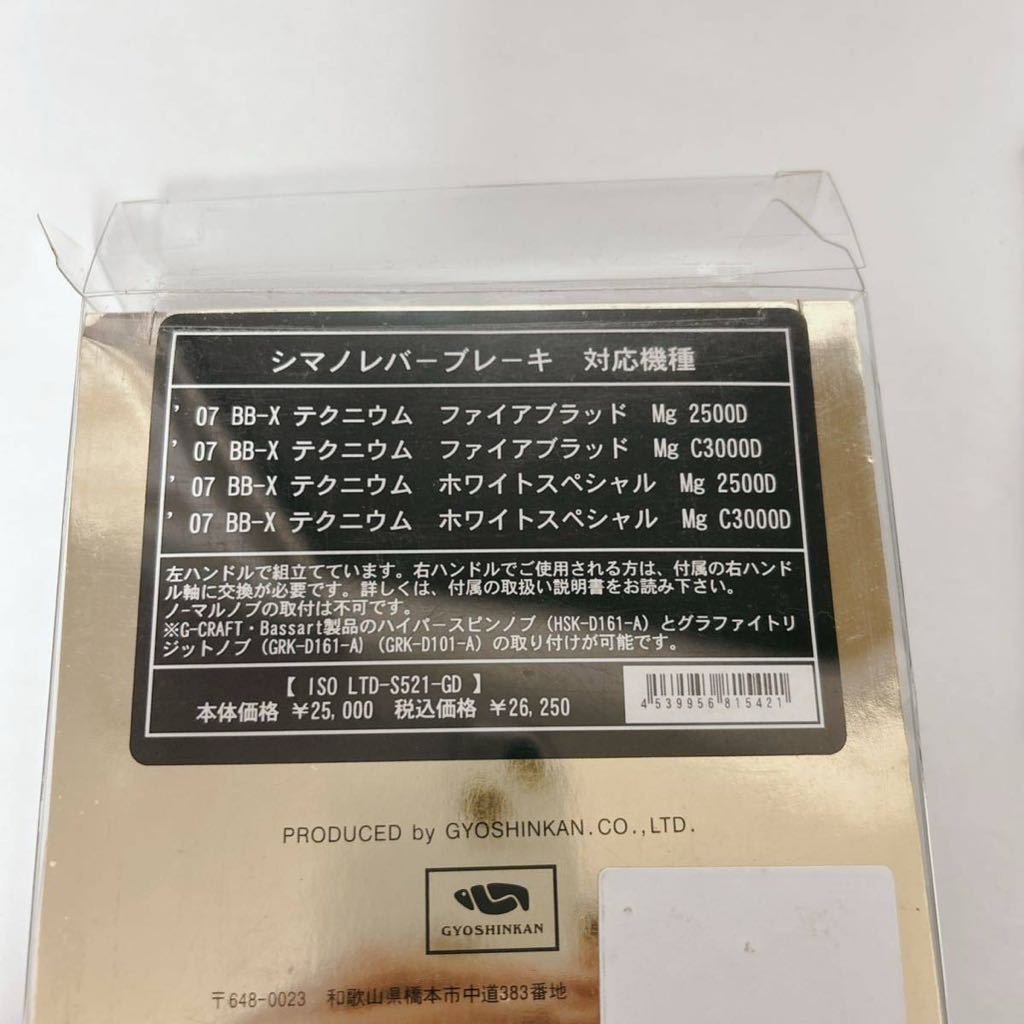 シマノレバーブレーキ　対応機種
'07 BB-X テクニウム　ファイアブラッド　Mg 2500D
'07 BB-X テクニウム　ファイアブラッド　Mg C3000D
'07 BB-X テクニウム　ホワイトスペシャル　Mg 2500D
'07 BB-X テクニウム　ホワイトスペシャル　Mg C3000D
左ハンドルで組立てています。右ハンドルでご使用される方は、付属の右ハンド
ル軸に交換が必要です。詳しくは、付属の取扱い説明書をお読み下さい。
ノーマルノブの取付は不可です。
※G-CRAFT・Bassart製品のハイパースピンノブ（HSK-D161-A）とグラファイトリ
ジットノブ（GRK-D161-A）（GRK-D101-A）の取り付けが可能です。
【 ISO LTD-S521-GD 】
本体価格 ￥25,000　税込価格 ￥26,250
4539956815421
PRODUCED by GYOSHINKAN.CO.,LTD.
GYOSHINKAN
〒648-0023　和歌山県橋本市中道383番地